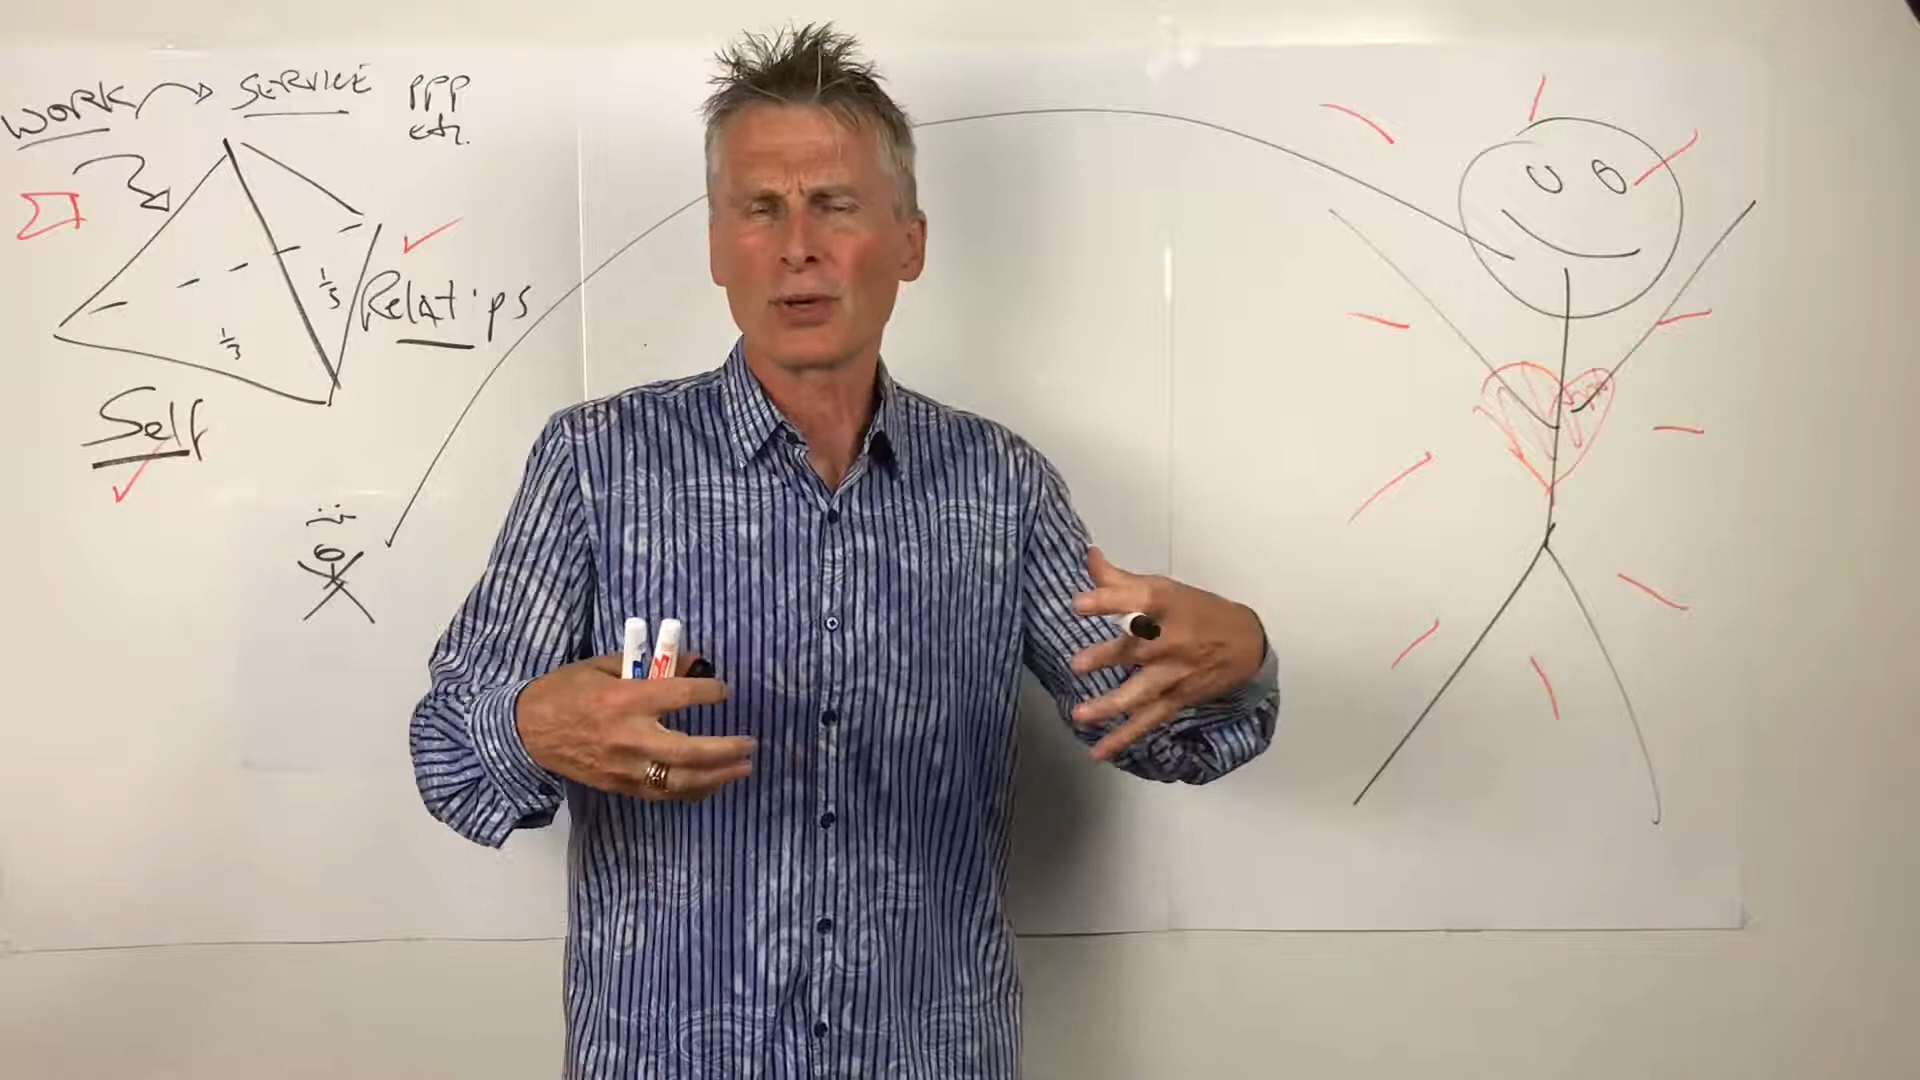 WORK
SERVICE
PPP
etc.
1/3
Relat:ps
1/3
Self